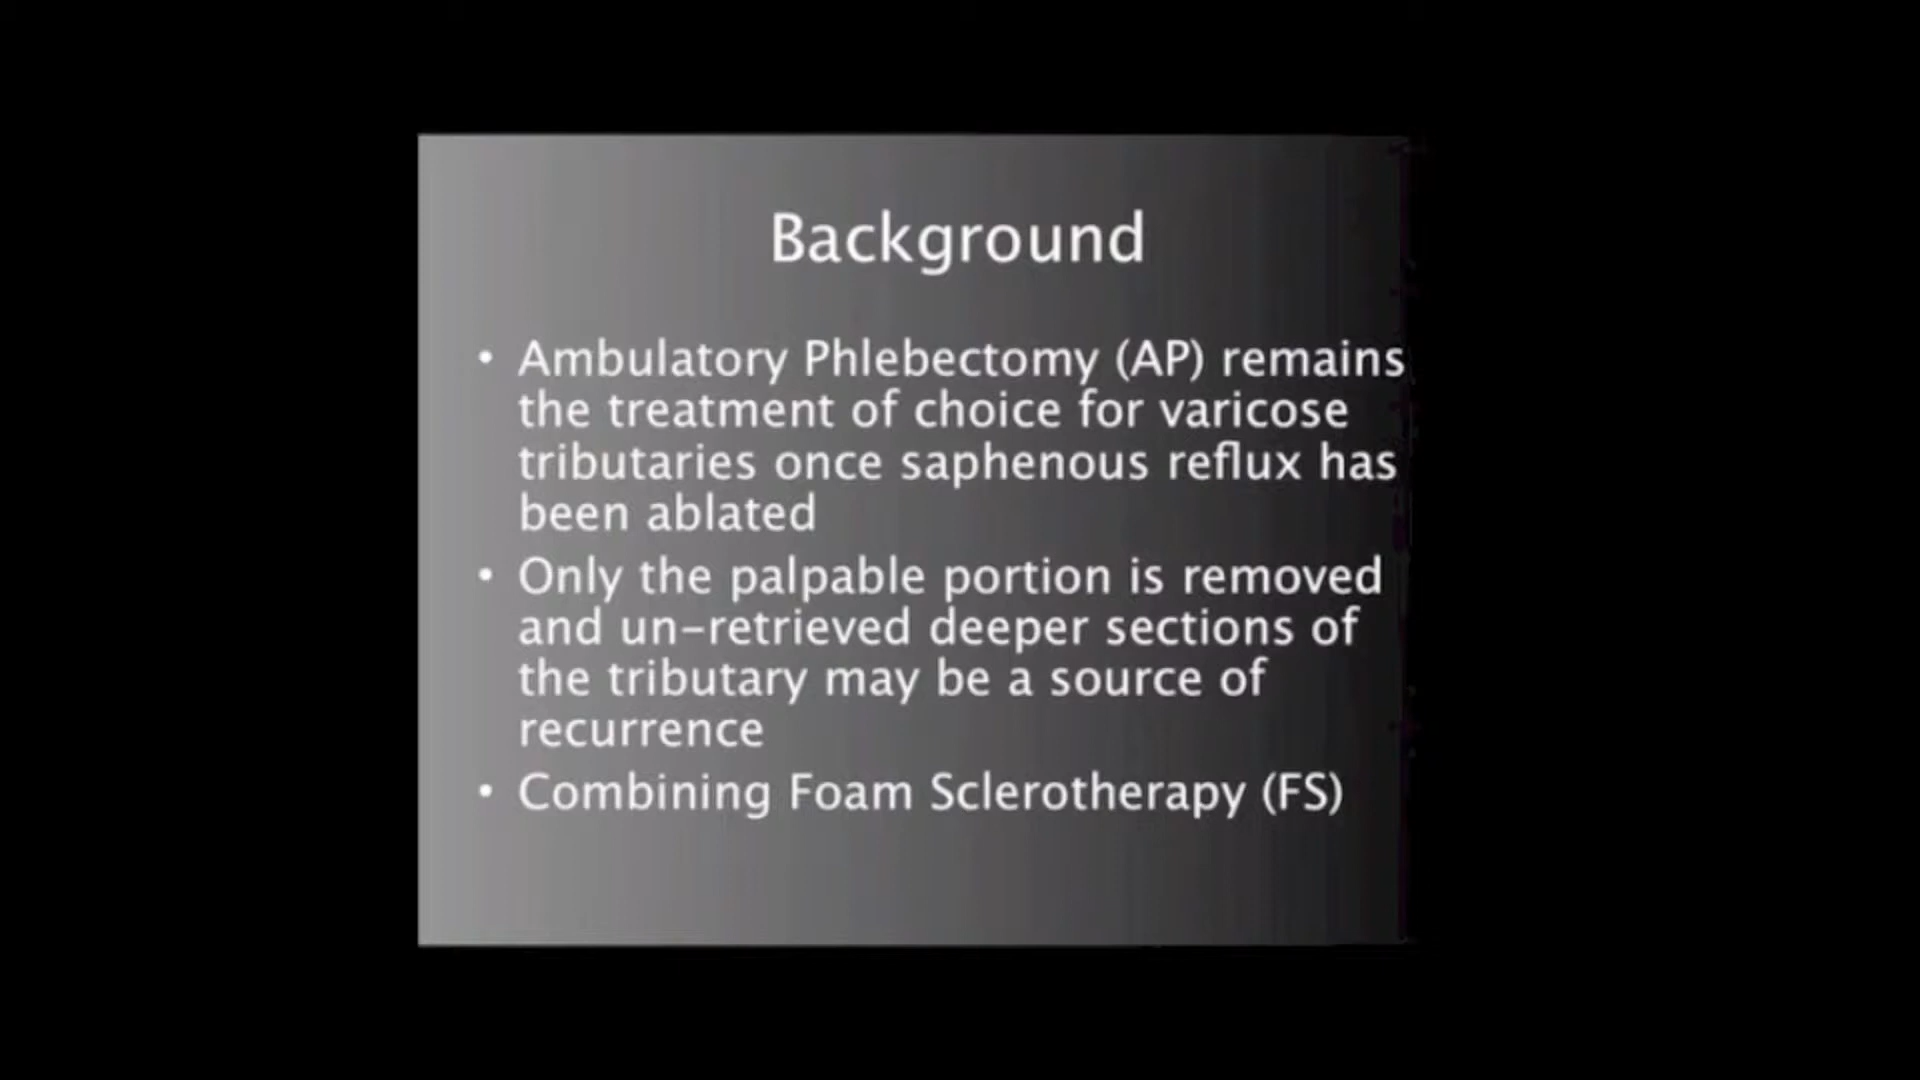 Background
• Ambulatory Phlebectomy (AP) remains
the treatment of choice for varicose
tributaries once saphenous reflux has
been ablated
• Only the palpable portion is removed
and un-retrieved deeper sections of
the tributary may be a source of
recurrence
• Combining Foam Sclerotherapy (FS)